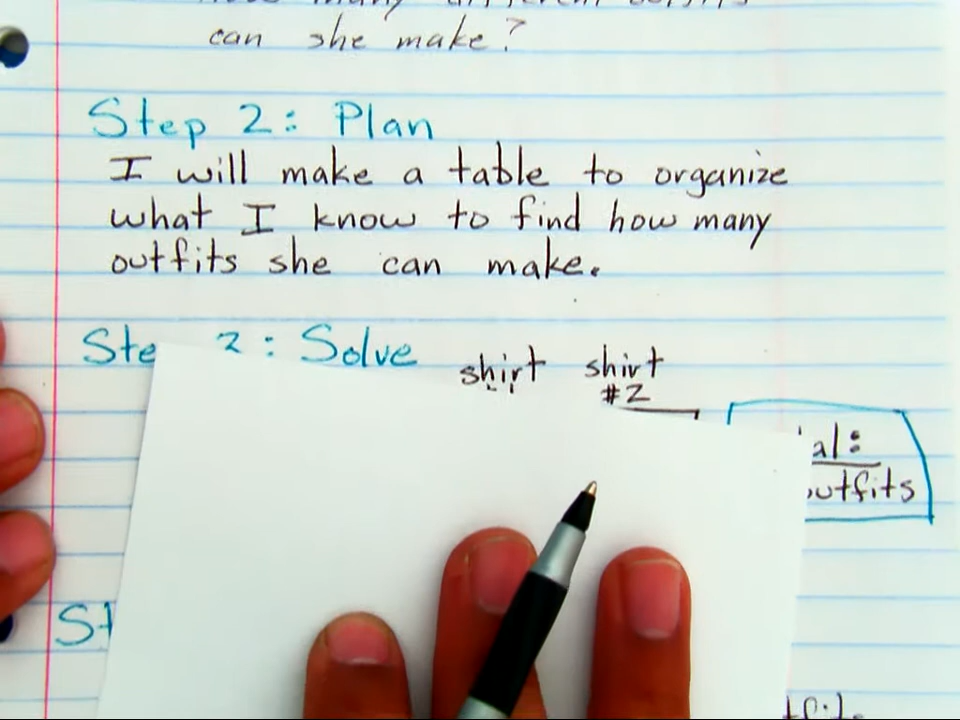 can she make?
Step 2: Plan
I will make a table to organize
what I know to find how many
outfits she can make.
: Solve
shirt shirt
#2
outfits